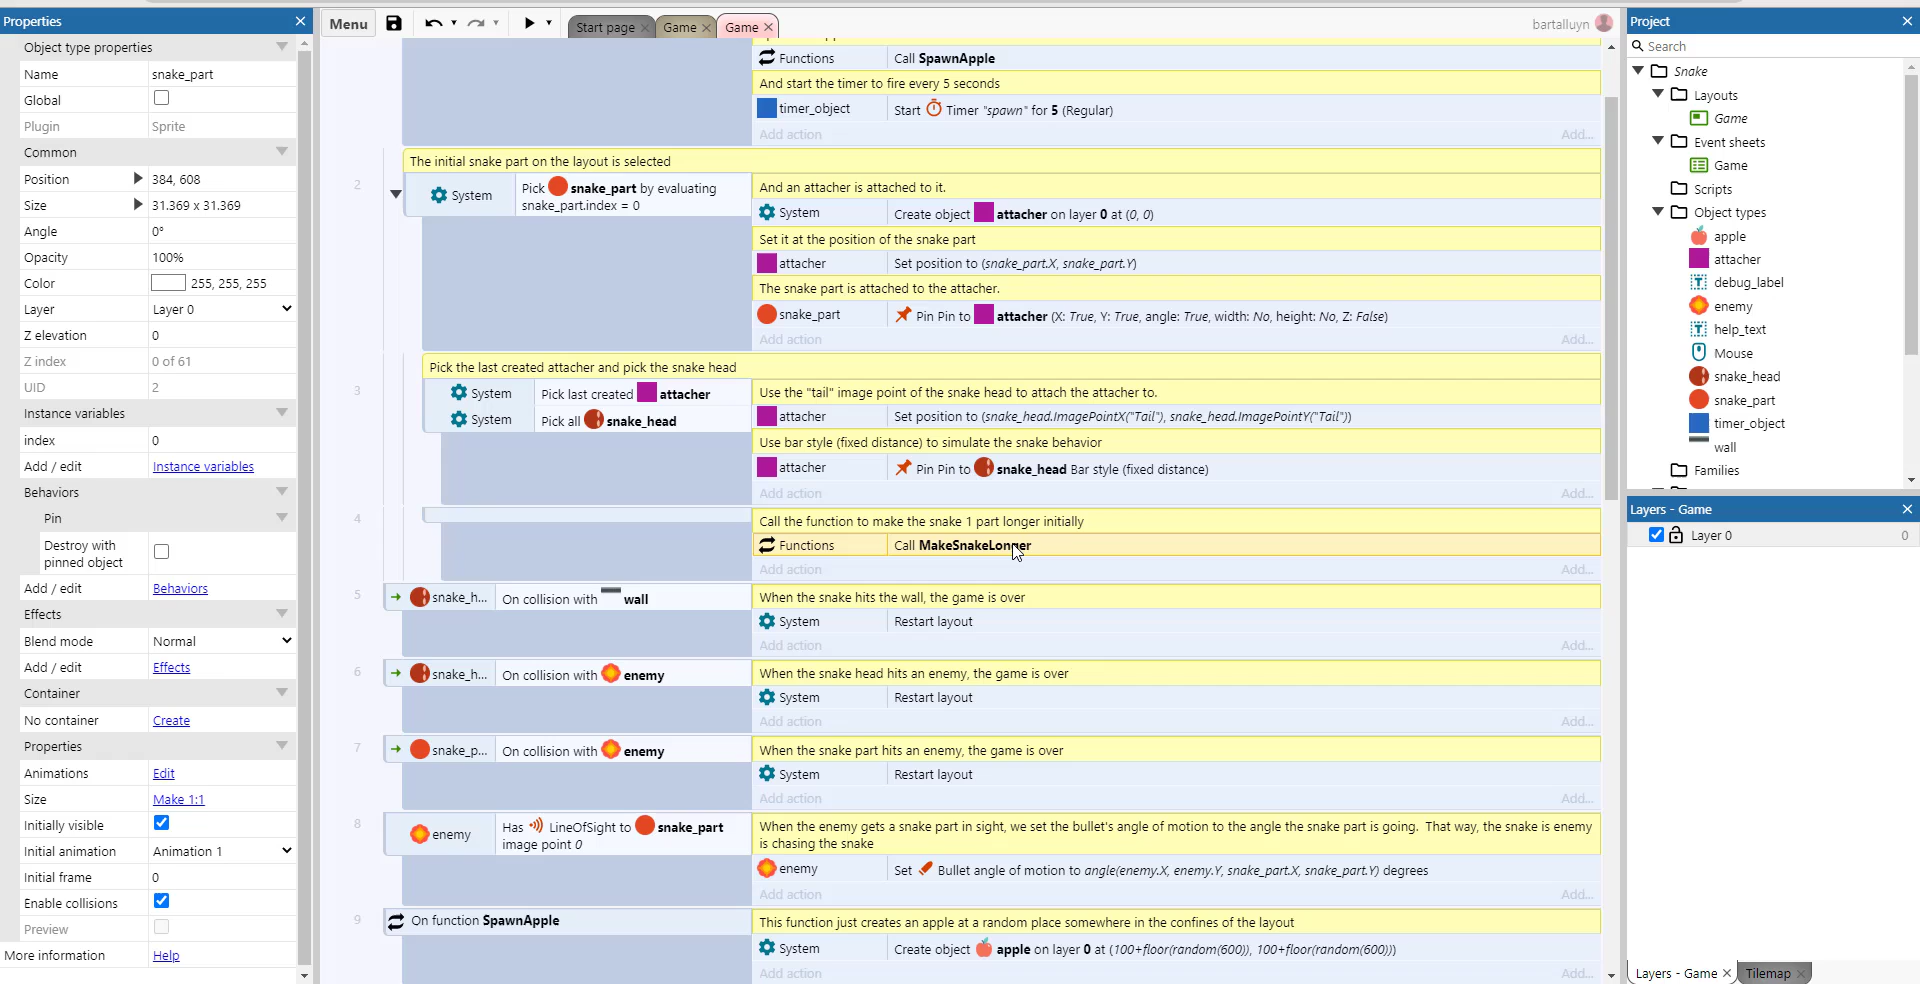 Properties
Object type properties
Name snake_part
Global
Plugin Sprite
Common
Position 384, 608
Size 31.369 x 31.369
Angle 0°
Opacity 100%
Color 255, 255, 255
Layer Layer 0
Z elevation 0
Z index 0 of 61
UID 2
Instance variables
index 0
Add / edit Instance variables
Behaviors
Pin
Destroy with
pinned object
Add / edit Behaviors
Effects
Blend mode Normal
Add / edit Effects
Container
No container Create
Properties
Animations Edit
Size Make 1:1
Initially visible
Initial animation Animation 1
Initial frame 0
Enable collisions
Preview
More information Help
Menu
Start page
Game
Game
bartalluyn
Functions Call SpawnApple
And start the timer to fire every 5 seconds
timer_object Start Timer "spawn" for 5 (Regular)
Add action Add...
The initial snake part on the layout is selected
2
System Pick snake_part by evaluating
snake_part.index = 0
And an attacher is attached to it.
System Create object attacher on layer 0 at (0, 0)
Set it at the position of the snake part
attacher Set position to (snake_part.X, snake_part.Y)
The snake part is attached to the attacher.
snake_part Pin Pin to attacher (X: True, Y: True, angle: True, width: No, height: No, Z: False)
Add action
Pick the last created attacher and pick the snake head
3
System Pick last created attacher
System Pick all snake_head
Use the "tail" image point of the snake head to attach the attacher to.
attacher Set position to (snake_head.ImagePointX("Tail"), snake_head.ImagePointY("Tail"))
Use bar style (fixed distance) to simulate the snake behavior
attacher Pin Pin to snake_head Bar style (fixed distance)
Add action Add...
4
Call the function to make the snake 1 part longer initially
Functions Call MakeSnakeLonger
Add action Add...
5
snake_h... On collision with wall
When the snake hits the wall, the game is over
System Restart layout
Add action Add...
6
snake_h... On collision with enemy
When the snake head hits an enemy, the game is over
System Restart layout
Add action Add...
7
snake_p... On collision with enemy
When the snake part hits an enemy, the game is over
System Restart layout
Add action Add...
8
enemy Has LineOfSight to snake_part
image point 0
When the enemy gets a snake part in sight, we set the bullet's angle of motion to the angle the snake part is going. That way, the snake is enemy
is chasing the snake
enemy Set Bullet angle of motion to angle(enemy.X, enemy.Y, snake_part.X, snake_part.Y) degrees
Add action Add...
9
On function SpawnApple
This function just creates an apple at a random place somewhere in the confines of the layout
System Create object apple on layer 0 at (100+floor(random(600)), 100+floor(random(600)))
Add action Add...
Project
Search
Snake
Layouts
Game
Event sheets
Game
Scripts
Object types
apple
attacher
debug_label
enemy
help_text
Mouse
snake_head
snake_part
timer_object
wall
Families
Layers - Game
Layer 0 0
Layers - Game
Tilemap